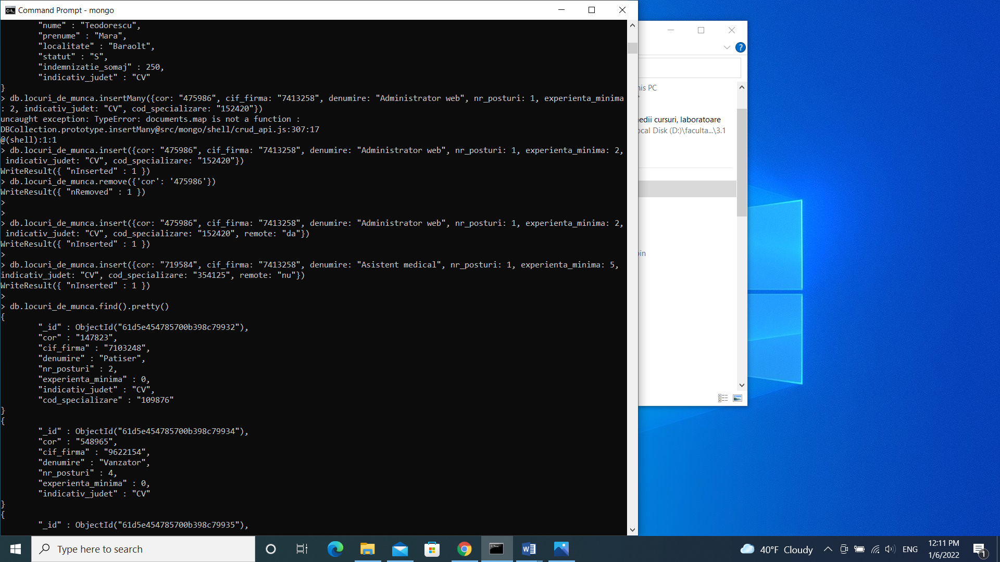 Command Prompt - mongo
"nume" : "Teodorescu",
"prenume" : "Mara",
"localitate" : "Baraolt",
"statut" : "S",
"indemnizatie_somaj" : 250,
"indicativ_judet" : "CV"
}
> db.locuri_de_munca.insertMany({cor: "475986", cif_firma: "7413258", denumire: "Administrator web", nr_posturi: 1, experienta_minima
: 2, indicativ_judet: "CV", cod_specializare: "152420"})
uncaught exception: TypeError: documents.map is not a function :
DBCollection.prototype.insertMany@src/mongo/shell/crud_api.js:307:17
@(shell):1:1
> db.locuri_de_munca.insert({cor: "475986", cif_firma: "7413258", denumire: "Administrator web", nr_posturi: 1, experienta_minima: 2,
indicativ_judet: "CV", cod_specializare: "152420"})
WriteResult({ "nInserted" : 1 })
> db.locuri_de_munca.remove({'cor': '475986'})
WriteResult({ "nRemoved" : 1 })
>
>
> db.locuri_de_munca.insert({cor: "475986", cif_firma: "7413258", denumire: "Administrator web", nr_posturi: 1, experienta_minima: 2,
indicativ_judet: "CV", cod_specializare: "152420", remote: "da"})
WriteResult({ "nInserted" : 1 })
>
> db.locuri_de_munca.insert({cor: "719584", cif_firma: "7413258", denumire: "Asistent medical", nr_posturi: 1, experienta_minima: 5,
indicativ_judet: "CV", cod_specializare: "354125", remote: "nu"})
WriteResult({ "nInserted" : 1 })
>
> db.locuri_de_munca.find().pretty()
{
"_id" : ObjectId("61d5e454785700b398c79932"),
"cor" : "147823",
"cif_firma" : "7103248",
"denumire" : "Patiser",
"nr_posturi" : 2,
"experienta_minima" : 0,
"indicativ_judet" : "CV",
"cod_specializare" : "109876"
}
{
"_id" : ObjectId("61d5e454785700b398c79934"),
"cor" : "548965",
"cif_firma" : "9622154",
"denumire" : "Vanzator",
"nr_posturi" : 4,
"experienta_minima" : 0,
"indicativ_judet" : "CV"
}
{
"_id" : ObjectId("61d5e454785700b398c79935"),
his PC
edii cursuri, laboratoare
ocal Disk (D:)\faculta...\3.1
oin
Type here to search
40°F Cloudy
ENG
12:11 PM
1/6/2022
1